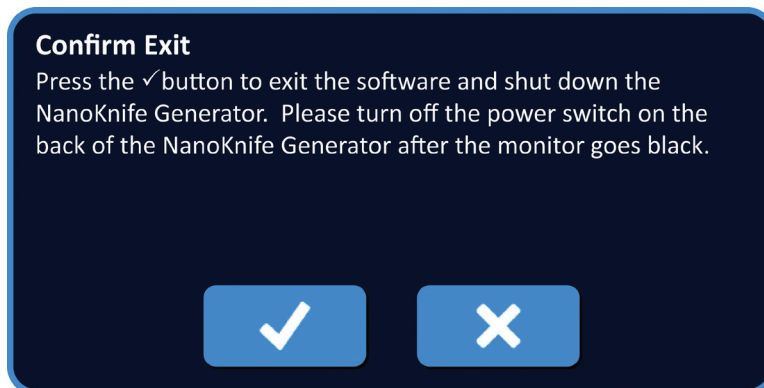 Confirm Exit
Press the ✓button to exit the software and shut down the
NanoKnife Generator.  Please turn off the power switch on the
back of the NanoKnife Generator after the monitor goes black.